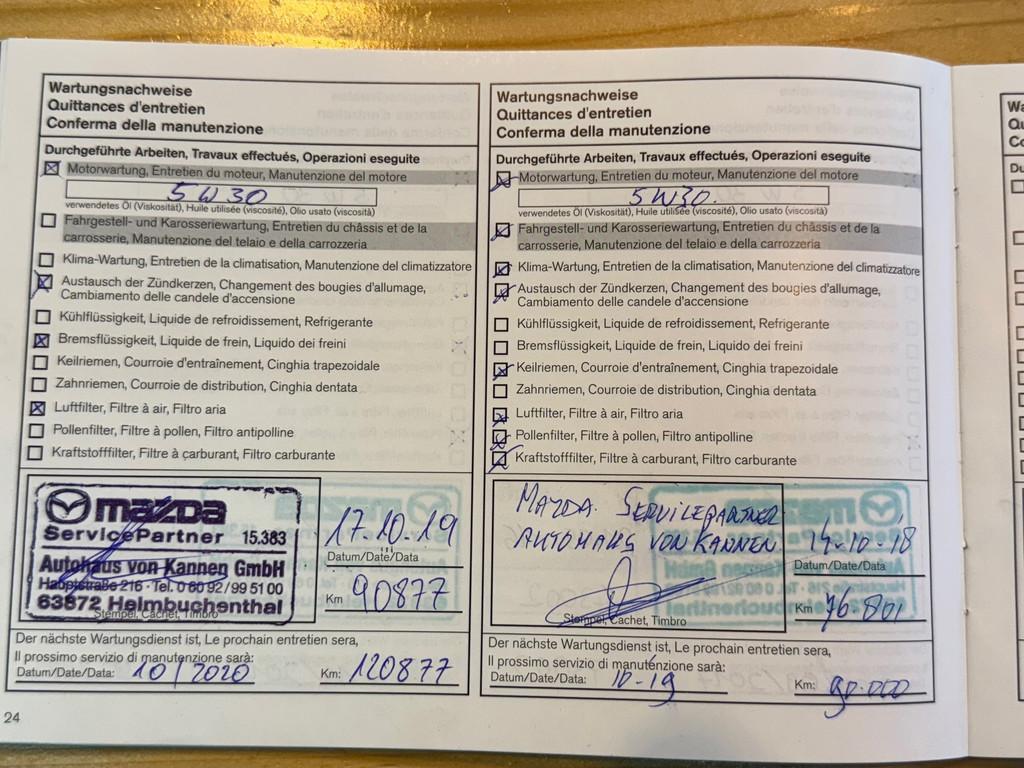 Wartungsnachweise
Quittances d'entretien
Conferma della manutenzione
Durchgeführte Arbeiten, Travaux effectués, Operazioni eseguite
Motorwartung, Entretien du moteur, Manutenzione del motore
5W30
verwendetes Öl (Viskosität), Huile utilisée (viscosité), Olio usato (viscosità)
Fahrgestell- und Karosseriewartung, Entretien du châssis et de la
carrosserie, Manutenzione del telaio e della carrozzeria
Klima-Wartung, Entretien de la climatisation, Manutenzione del climatizzatore
Austausch der Zündkerzen, Changement des bougies d'allumage,
Cambiamento delle candele d'accensione
Kühlflüssigkeit, Liquide de refroidissement, Refrigerante
Bremsflüssigkeit, Liquide de frein, Liquido dei freini
Keilriemen, Courroie d'entraînement, Cinghia trapezoidale
Zahnriemen, Courroie de distribution, Cinghia dentata
Luftfilter, Filtre à air, Filtro aria
Pollenfilter, Filtre à pollen, Filtro antipolline
Kraftstofffilter, Filtre à carburant, Filtro carburante
mazda
ServicePartner 15.383
Autohaus von Kannen GmbH
Hauptstraße 216 · Tel. 0 60 92 / 99 51 00
63872 Heimbuchenthal
Stempel, Cachet, Timbro
17.10.19
Datum/Date/Data
Km 90877
Der nächste Wartungsdienst ist, Le prochain entretien sera,
Il prossimo servizio di manutenzione sarà:
Datum/Date/Data: 10/2020 Km: 120877
24
Wartungsnachweise
Quittances d'entretien
Conferma della manutenzione
Durchgeführte Arbeiten, Travaux effectués, Operazioni eseguite
Motorwartung, Entretien du moteur, Manutenzione del motore
5W30
verwendetes Öl (Viskosität), Huile utilisée (viscosité), Olio usato (viscosità)
Fahrgestell- und Karosseriewartung, Entretien du châssis et de la
carrosserie, Manutenzione del telaio e della carrozzeria
Klima-Wartung, Entretien de la climatisation, Manutenzione del climatizzatore
Austausch der Zündkerzen, Changement des bougies d'allumage,
Cambiamento delle candele d'accensione
Kühlflüssigkeit, Liquide de refroidissement, Refrigerante
Bremsflüssigkeit, Liquide de frein, Liquido dei freini
Keilriemen, Courroie d'entraînement, Cinghia trapezoidale
Zahnriemen, Courroie de distribution, Cinghia dentata
Luftfilter, Filtre à air, Filtro aria
Pollenfilter, Filtre à pollen, Filtro antipolline
Kraftstofffilter, Filtre à carburant, Filtro carburante
MAZDA SERVICEPARTNER
AUTOHAUS VON KANNEN
Stempel, Cachet, Timbro
14-10-18
Datum/Date/Data
Km 76.801
Der nächste Wartungsdienst ist, Le prochain entretien sera,
Il prossimo servizio di manutenzione sarà:
Datum/Date/Data: 10-19 Km: 90.000